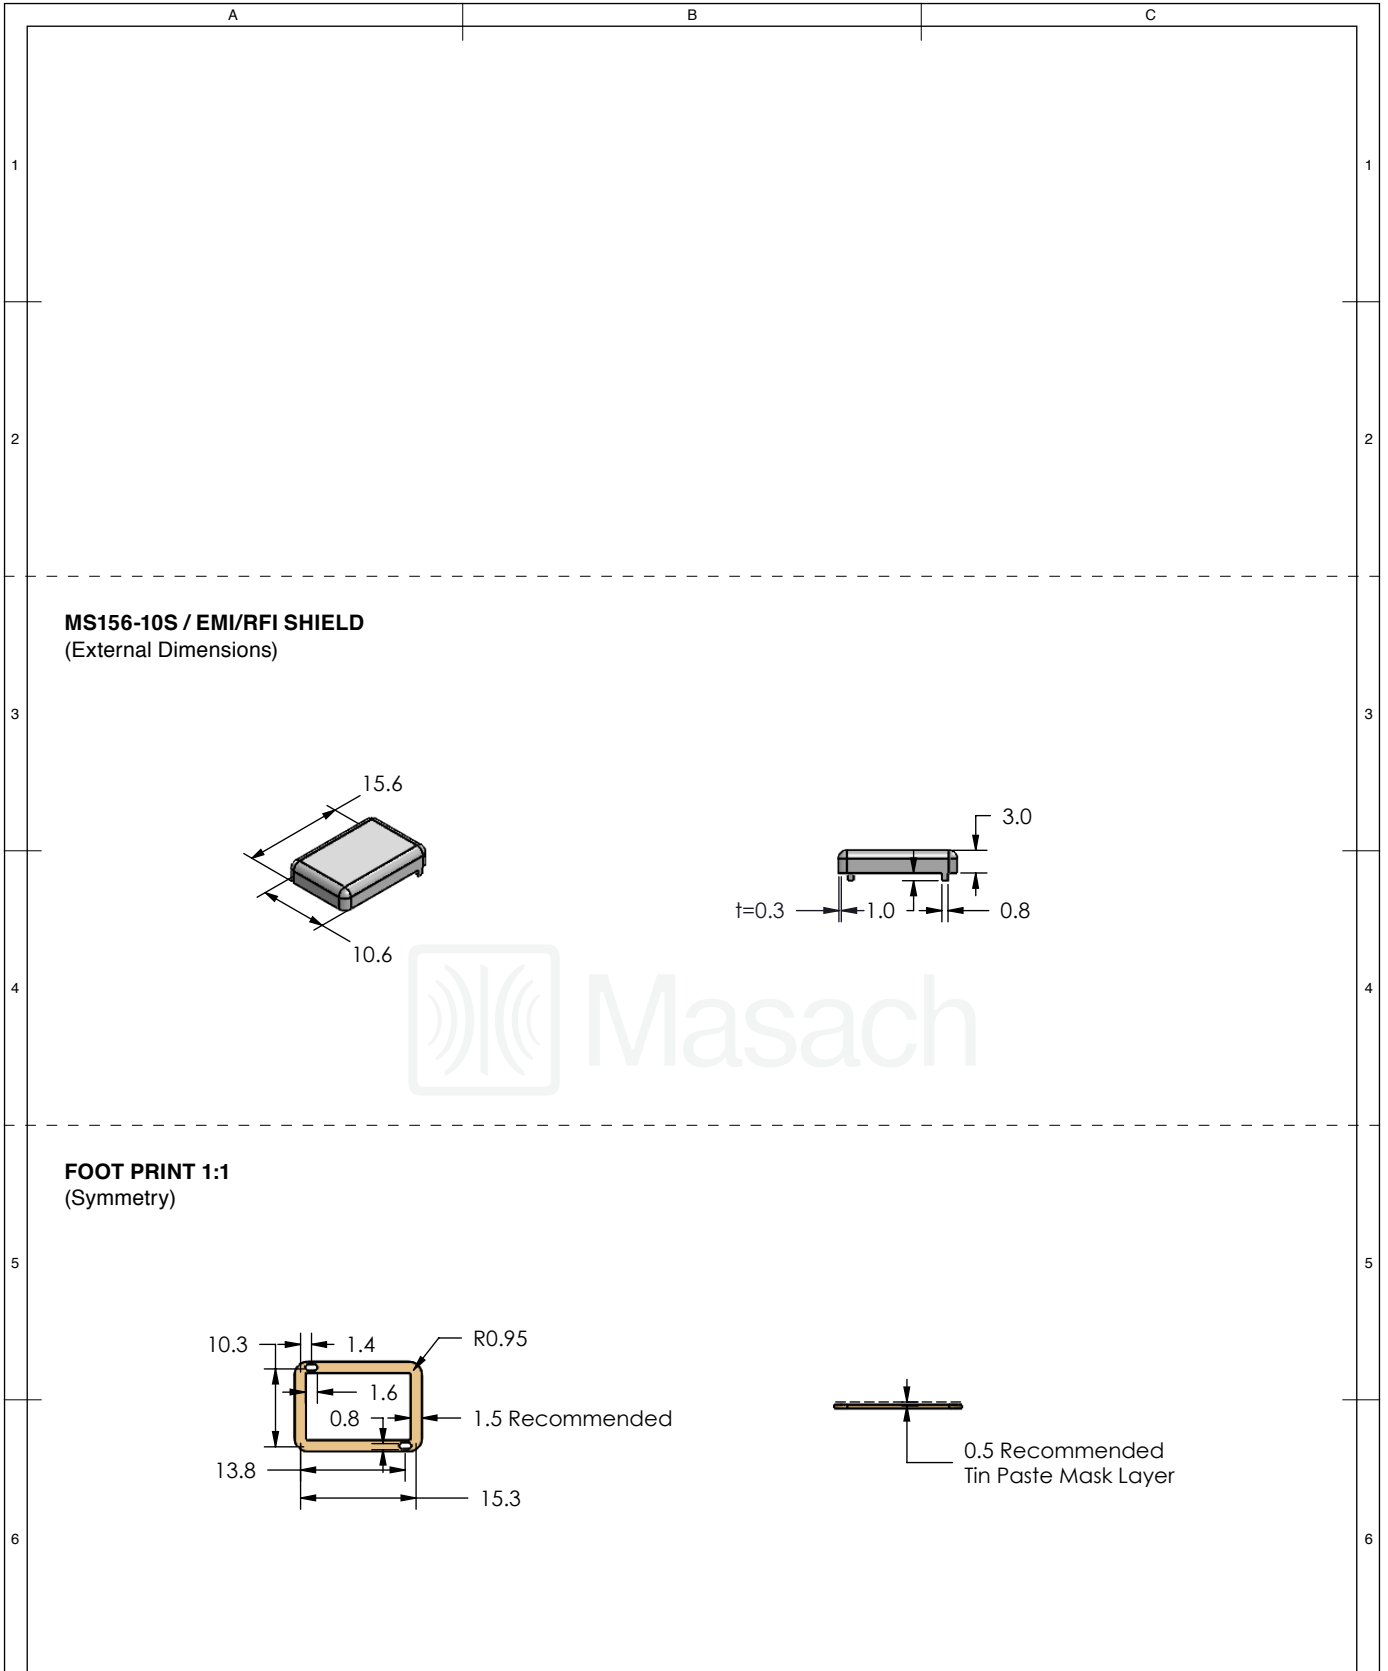 A B C
1 1
2 2
MS156-10S / EMI/RFI SHIELD
(External Dimensions)
3 3
15.6
3.0
t=0.3 1.0 0.8
10.6
4 4
Masach
FOOT PRINT 1:1
(Symmetry)
5 5
10.3 1.4 R0.95
1.6
0.8 1.5 Recommended
0.5 Recommended
Tin Paste Mask Layer
13.8
15.3
6 6